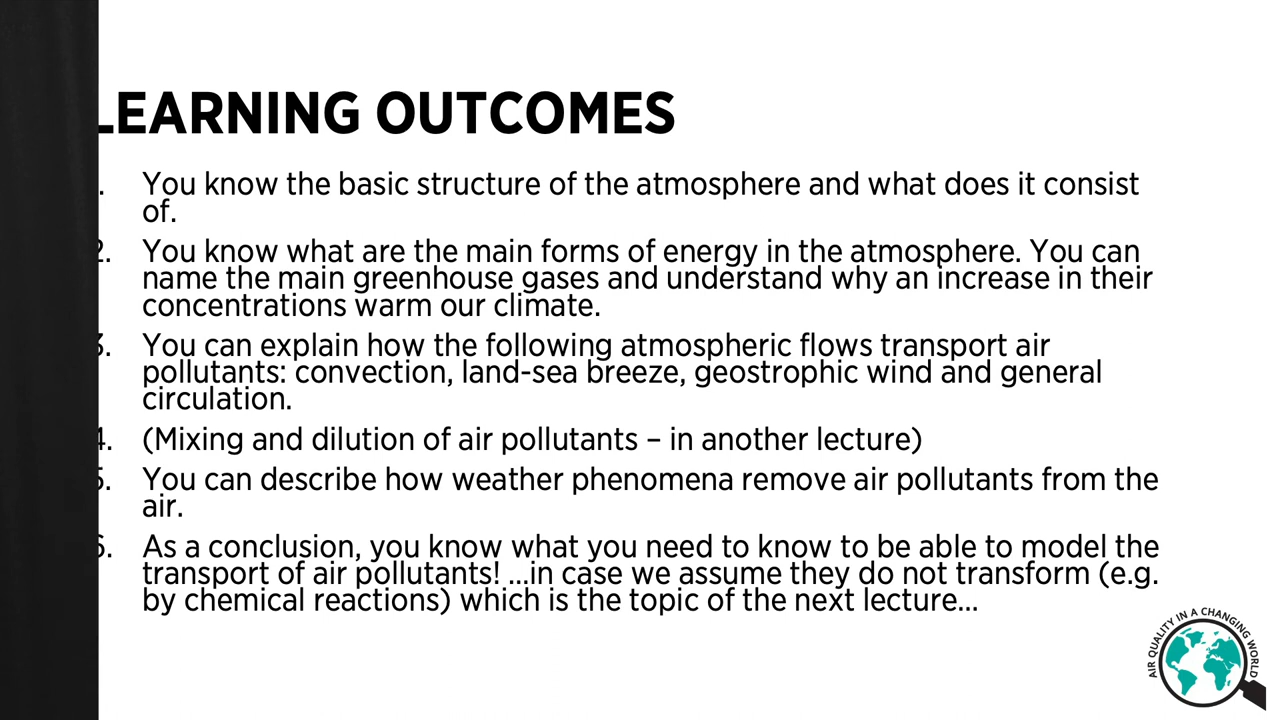 LEARNING OUTCOMES
. You know the basic structure of the atmosphere and what does it consist
of.
2. You know what are the main forms of energy in the atmosphere. You can
name the main greenhouse gases and understand why an increase in their
concentrations warm our climate.
3. You can explain how the following atmospheric flows transport air
pollutants: convection, land-sea breeze, geostrophic wind and general
circulation.
4. (Mixing and dilution of air pollutants – in another lecture)
5. You can describe how weather phenomena remove air pollutants from the
air.
6. As a conclusion, you know what you need to know to be able to model the
transport of air pollutants! ...in case we assume they do not transform (e.g.
by chemical reactions) which is the topic of the next lecture...
AIR QUALITY IN A CHANGING WORLD